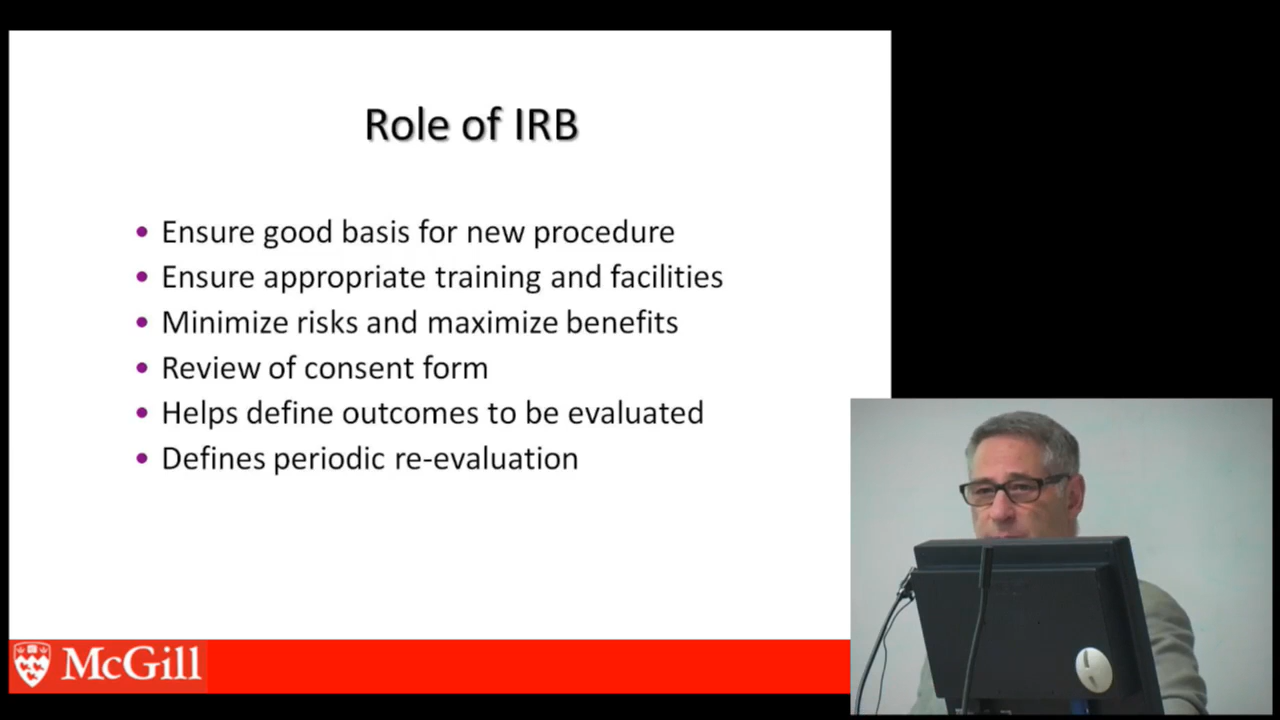 Role of IRB
Ensure good basis for new procedure
Ensure appropriate training and facilities
Minimize risks and maximize benefits
Review of consent form
Helps define outcomes to be evaluated
Defines periodic re-evaluation
McGill